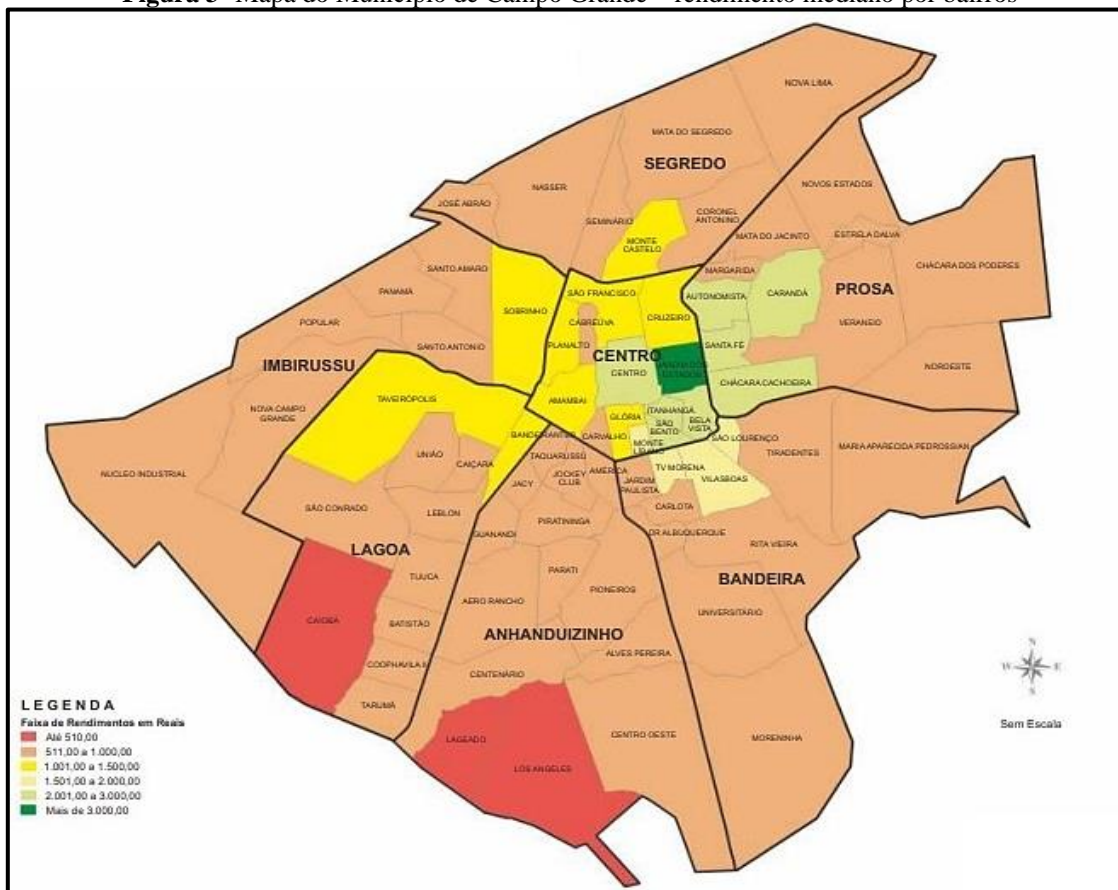 Figura 5- Mapa do Município de Campo Grande – rendimento mediano por bairros
NOVA LIMA
MATA DO SEGREDO
SEGREDO
NASSER
JOSÉ ABRÃO
SEMINÁRIO
CORONEL
ANTONINO
NOVOS ESTADOS
MONTE
CASTELO
MATA DO JACINTO
ESTRELA DALVA
SANTO AMARO
MARGARIDA
CHÁCARA DOS PODERES
PANAMÁ
SÃO FRANCISCO
AUTONOMISTA
CARANDÁ
PROSA
SOBRINHO
CABREÚVA
CRUZEIRO
VERANEIO
POPULAR
SANTO ANTONIO
PLANALTO
SANTA FÉ
CENTRO
CENTRO
IMBIRUSSU
NOROESTE
CHÁCARA CACHOEIRA
TAVEIRÓPOLIS
AMAMBAI
NOVA CAMPO
GRANDE
GLÓRIA
ITANHANGÁ
SÃO
BENTO
BELA
VISTA
BANDEIRANTES
CARVALHO
MONTE
SÃO LOURENÇO
MARIA APARECIDA PEDROSSIAN
UNIÃO
TAQUARUSSÚ
TIRADENTES
CAIÇARA
TV MORENA
NUCLEO INDUSTRIAL
JOCKEY
CLUB
AMÉRICA
VILASBOAS
JACY
JARDIM
PAULISTA
SÃO CONRADO
LEBLON
CARLOTA
PIRATININGA
GUANANDI
DR ALBUQUERQUE
RITA VIEIRA
LAGOA
PARATI
TIJUCA
BANDEIRA
AERO RANCHO
PIONEIROS
UNIVERSITÁRIO
CAIOBÁ
BATISTÃO
ANHANDUIZINHO
ALVES PEREIRA
COOPHAVILA II
CENTENÁRIO
TARUMÃ
LAGEADO
CENTRO OESTE
MORENINHA
LOS ANGELES
N
W E
S
Sem Escala
LEGENDA
Faixa de Rendimentos em Reais
Até 510,00
511,00 a 1.000,00
1.001,00 a 1.500,00
1.501,00 a 2.000,00
2.001,00 a 3.000,00
Mais de 3.000,00